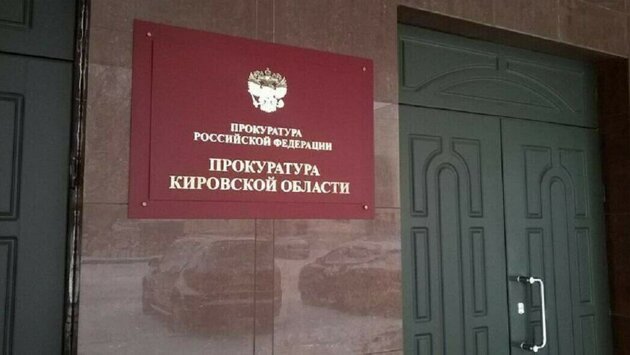 ПРОКУРАТУРА
РОССИЙСКОЙ ФЕДЕРАЦИИ
ПРОКУРАТУРА
КИРОВСКОЙ ОБЛАСТИ